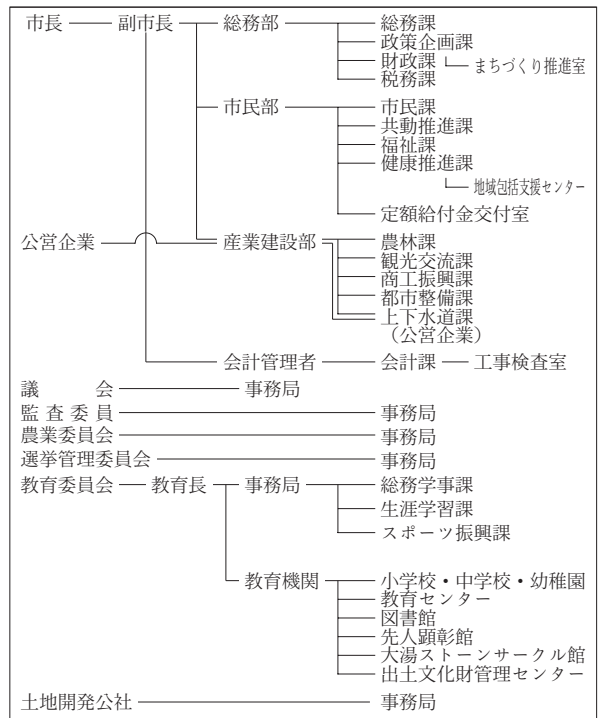 市長 副市長 総務部 総務課
政策企画課
財政課 まちづくり推進室
税務課
市民部 市民課
共動推進課
福祉課
健康推進課
地域包括支援センター
定額給付金交付室
公営企業 産業建設部 農林課
観光交流課
商工振興課
都市整備課
上下水道課
（公営企業）
会計管理者 会計課 工事検査室
議会 事務局
監査委員 事務局
農業委員会 事務局
選挙管理委員会 事務局
教育委員会 教育長 事務局 総務学事課
生涯学習課
スポーツ振興課
教育機関 小学校・中学校・幼稚園
教育センター
図書館
先人顕彰館
大湯ストーンサークル館
出土文化財管理センター
土地開発公社 事務局